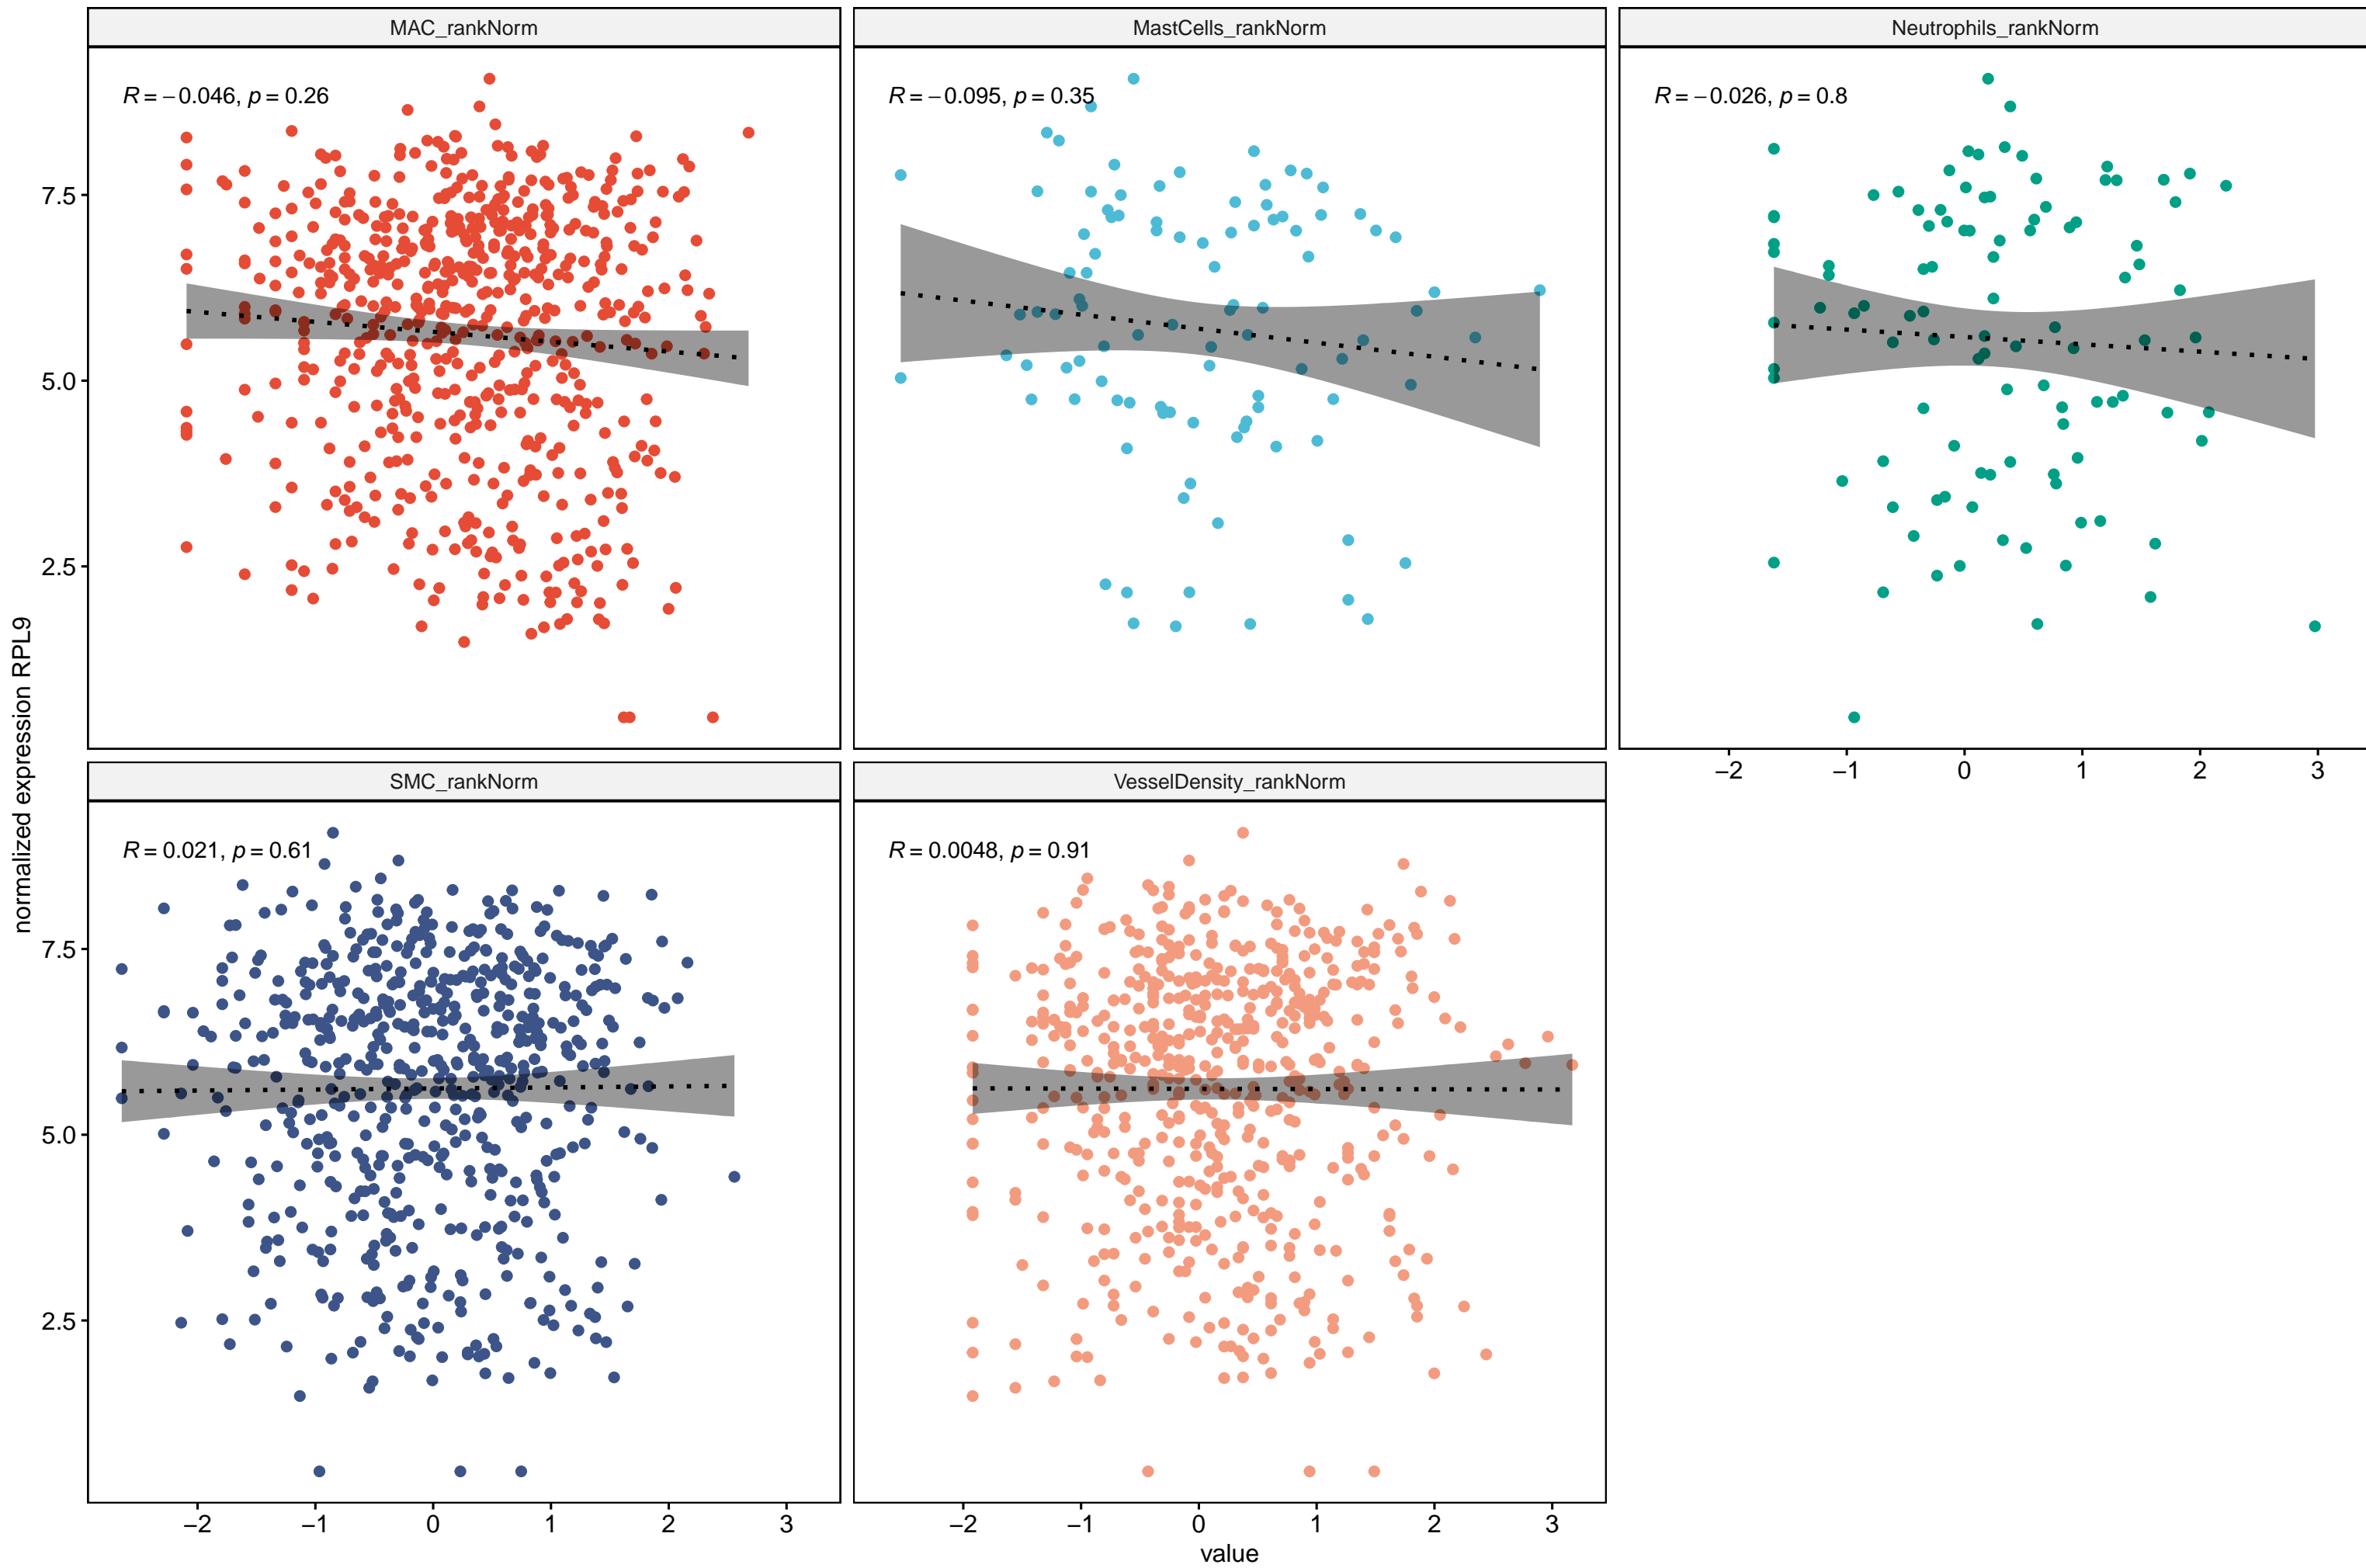 MAC_rankNorm
MastCells_rankNorm
Neutrophils_rankNorm
R = −0.046, p = 0.26
R = −0.095, p = 0.35
R = −0.026, p = 0.8
7.5
5.0
2.5
−2 −1 0 1 2 3
SMC_rankNorm
VesselDensity_rankNorm
R = 0.021, p = 0.61
R = 0.0048, p = 0.91
7.5
5.0
2.5
−2 −1 0 1 2 3
−2 −1 0 1 2 3
value
normalized expression RPL9